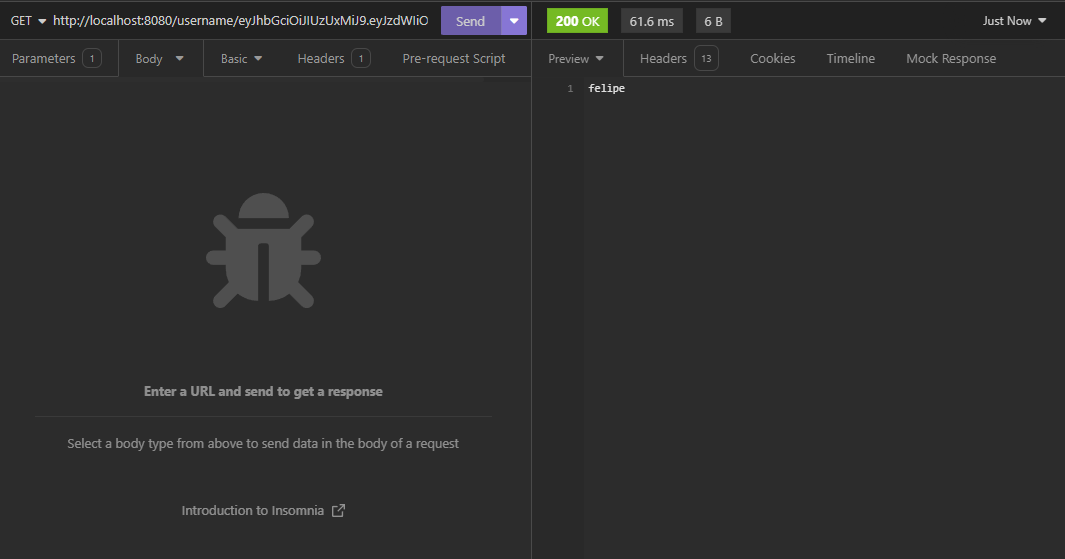 GET http://localhost:8080/username/eyJhbGciOiJIUzUxMiJ9.eyJzdWIiO Send
200 OK 61.6 ms 6 B Just Now
Parameters 1 Body Basic Headers 1 Pre-request Script
Preview Headers 13 Cookies Timeline Mock Response
1 felipe
Enter a URL and send to get a response
Select a body type from above to send data in the body of a request
Introduction to Insomnia